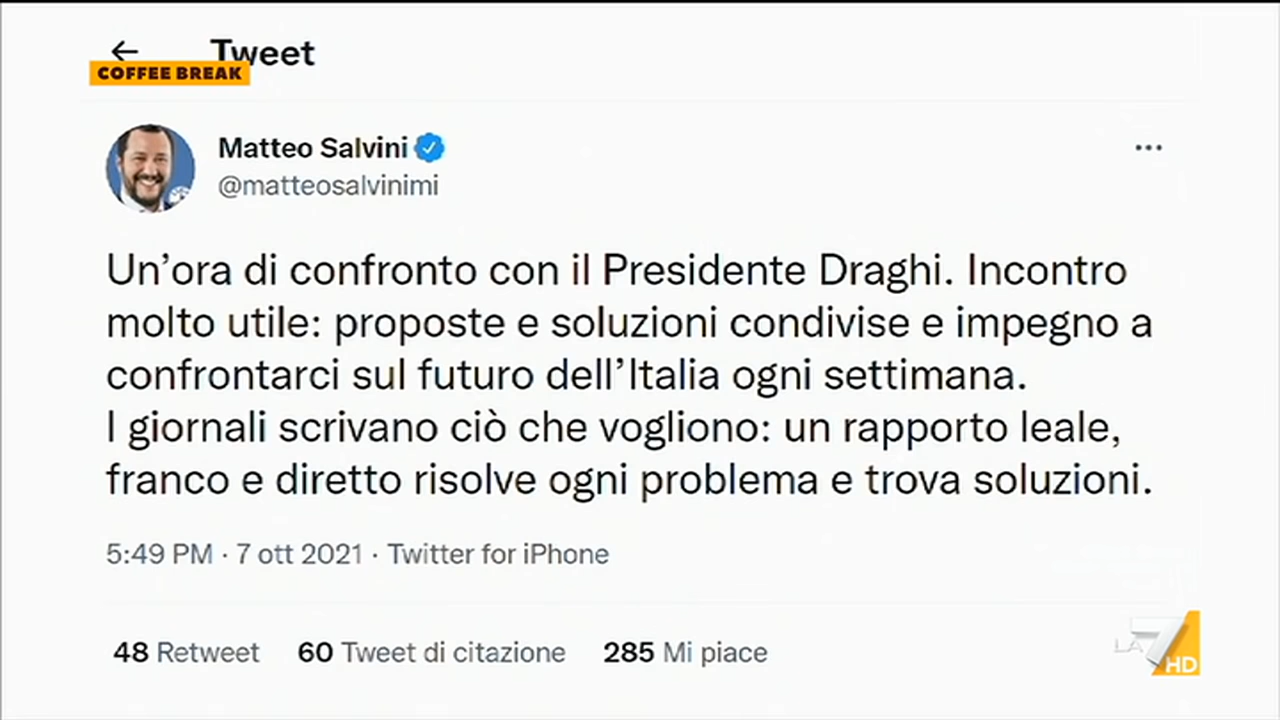 Tweet
COFFEE BREAK
Matteo Salvini
@matteosalvinimi
Un’ora di confronto con il Presidente Draghi. Incontro
molto utile: proposte e soluzioni condivise e impegno a
confrontarci sul futuro dell’Italia ogni settimana.
I giornali scrivano ciò che vogliono: un rapporto leale,
franco e diretto risolve ogni problema e trova soluzioni.
5:49 PM · 7 ott 2021 · Twitter for iPhone
48 Retweet 60 Tweet di citazione 285 Mi piace
LA7 HD